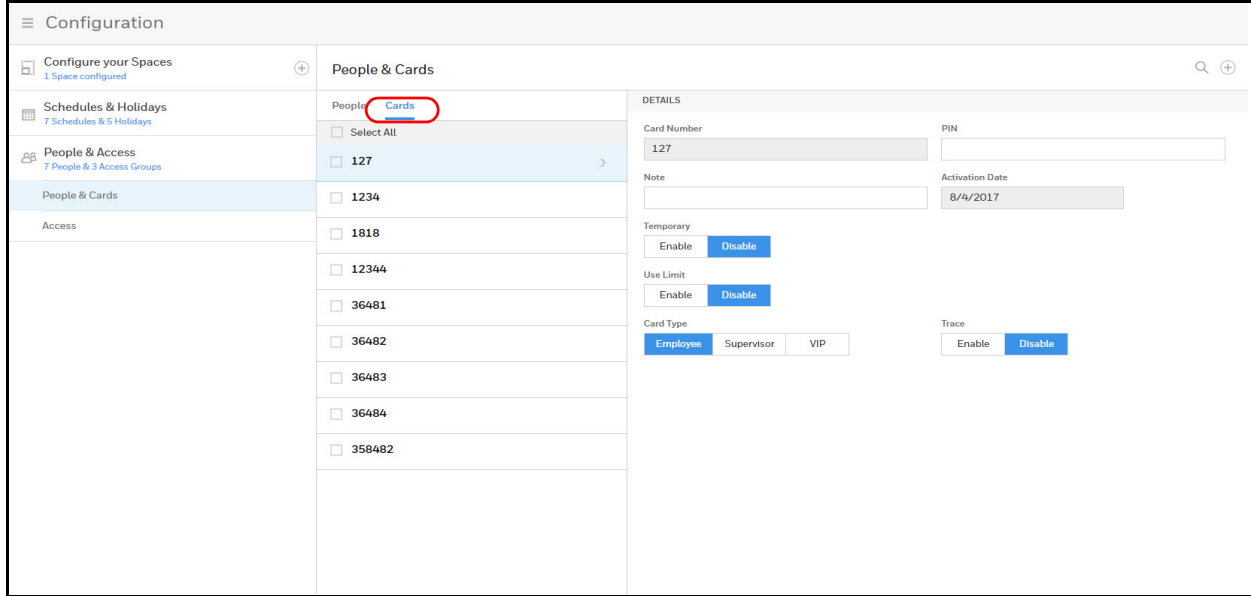 Configuration
Configure your Spaces
1 Space configured
Schedules & Holidays
7 Schedules & 5 Holidays
People & Access
7 People & 3 Access Groups
People & Cards
Access
People & Cards
People Cards
Select All
127
1234
1818
12344
36481
36482
36483
36484
358482
DETAILS
Card Number PIN
127
Note Activation Date
8/4/2017
Temporary
Enable Disable
Use Limit
Enable Disable
Card Type Trace
Employee Supervisor VIP Enable Disable